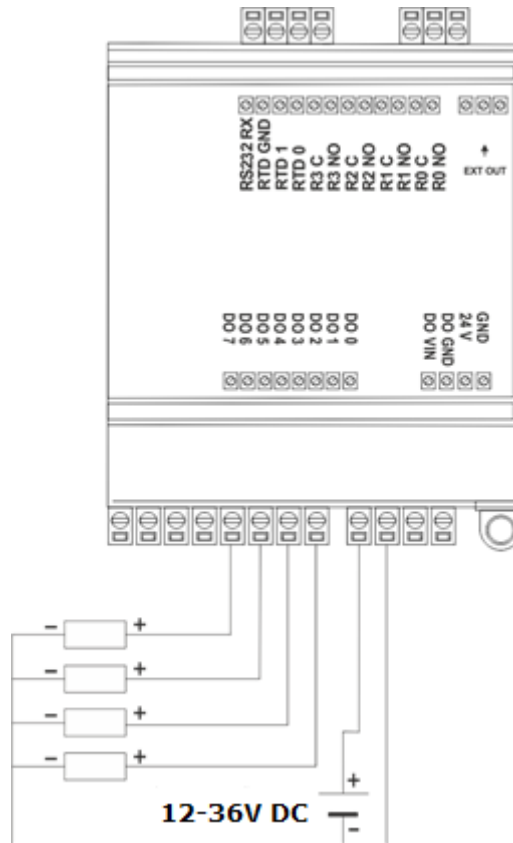 RS232 RX
RTD GND
RTD 1
RTD 0
R3 C
R3 NO
R2 C
R2 NO
R1 C
R1 NO
R0 C
R0 NO
EXT OUT
DO 7
DO 6
DO 5
DO 4
DO 3
DO 2
DO 1
DO 0
DO VIN
DO GND
24 V
GND
- +
- +
- +
- +
+
12-36V DC
-